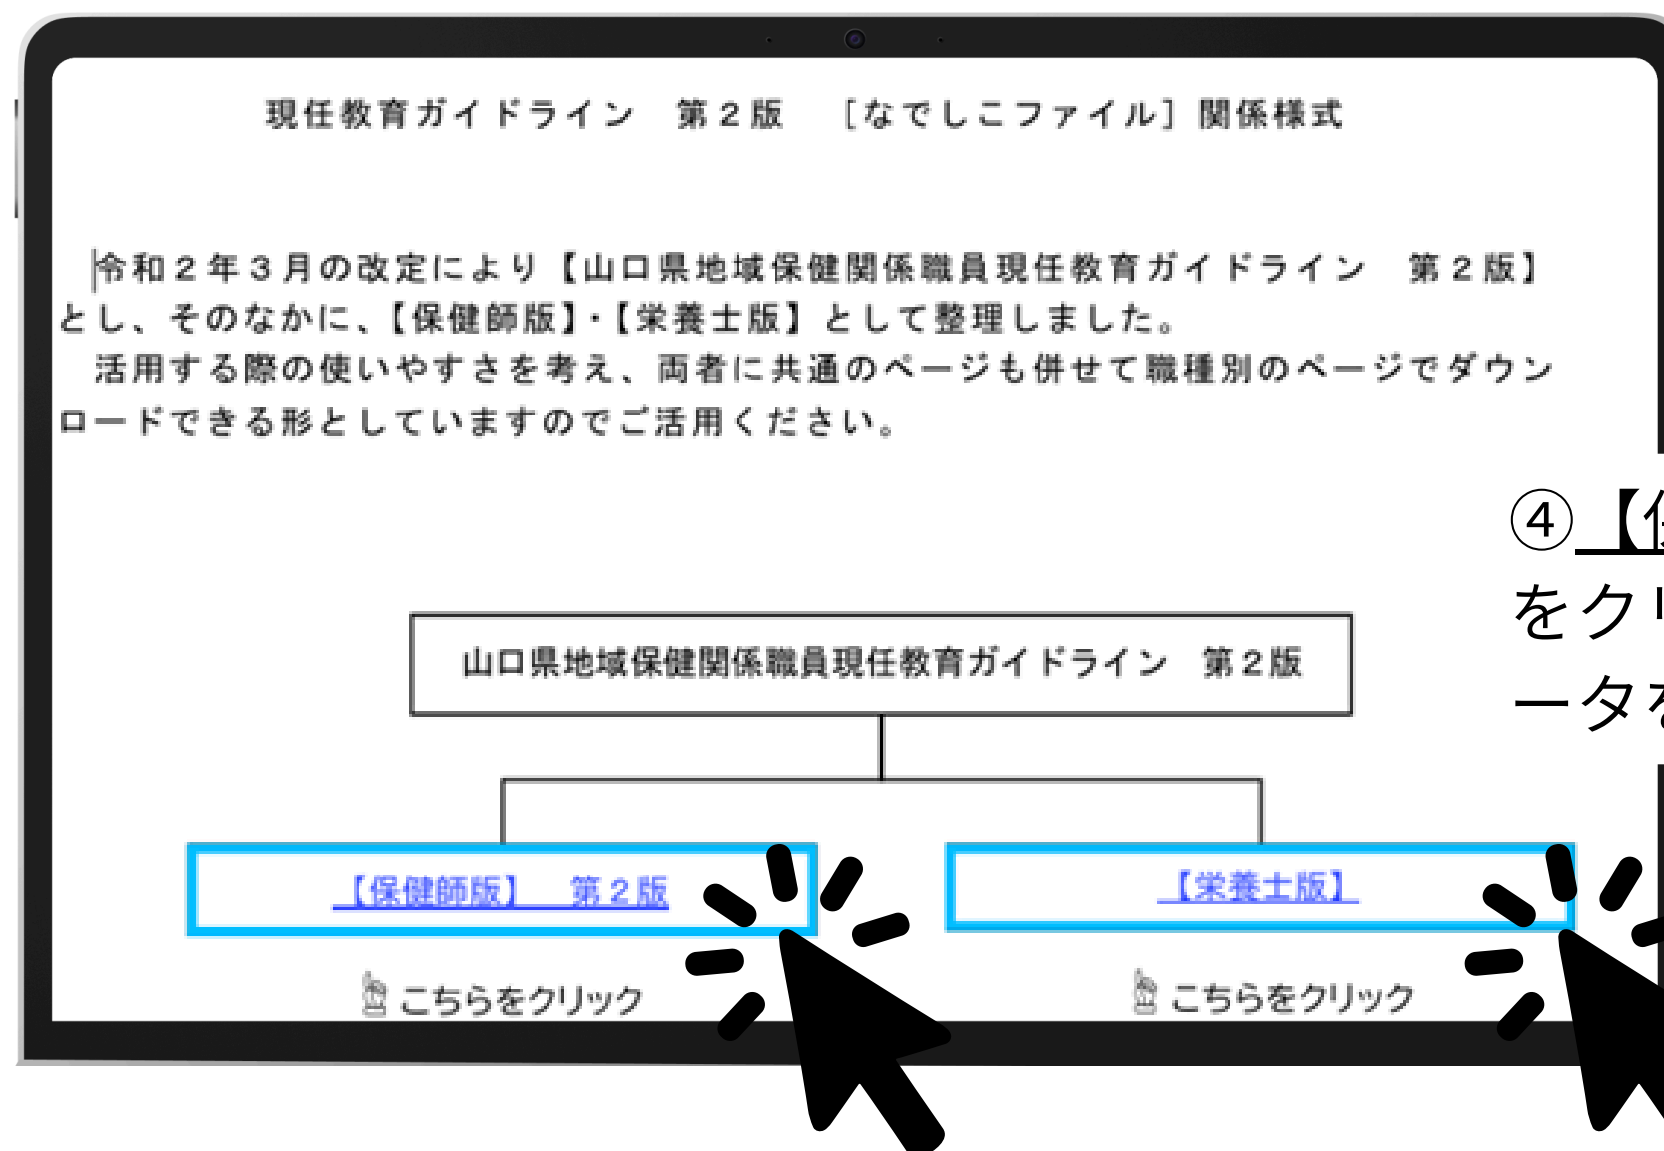 現任教育ガイドライン　第２版　［なでしこファイル］関係様式
令和２年３月の改定により【山口県地域保健関係職員現任教育ガイドライン　第２版】
とし、そのなかに、【保健師版】・【栄養士版】として整理しました。
活用する際の使いやすさを考え、両者に共通のページも併せて職種別のページでダウン
ロードできる形としていますのでご活用ください。
④【保
をクリ
ータを
山口県地域保健関係職員現任教育ガイドライン　第２版
【保健師版】　第２版
【栄養士版】
こちらをクリック
こちらをクリック